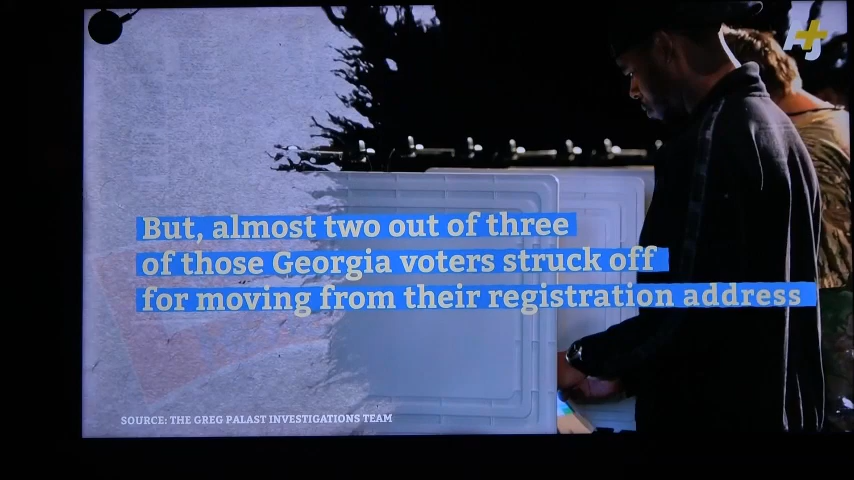 AJ+
But, almost two out of three
of those Georgia voters struck off
for moving from their registration address
SOURCE: THE GREG PALAST INVESTIGATIONS TEAM